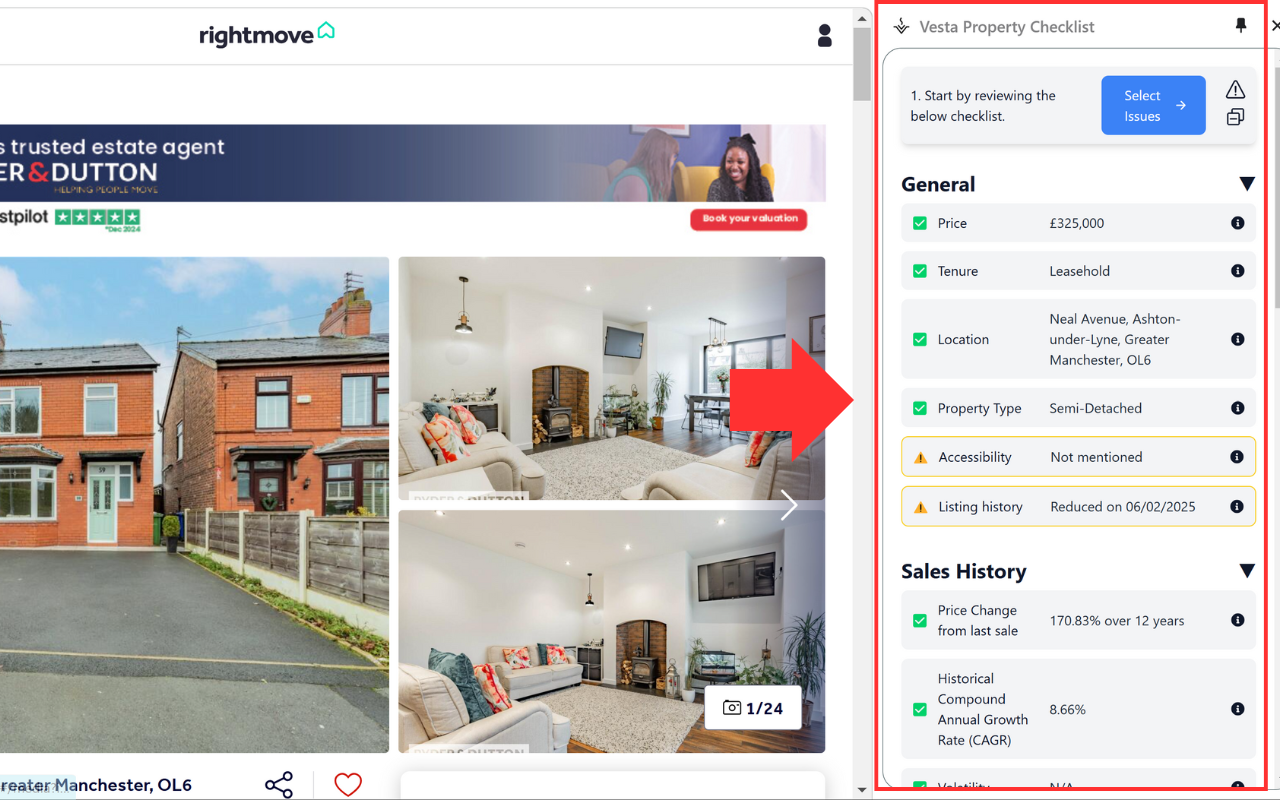 rightmove
s trusted estate agent
ER&DUTTON
HELPING PEOPLE MOVE
stpilot
*Dec 2024
Book your valuation
59
RYDER & DUTTON
1/24
RYDER & DUTTON
reater Manchester, OL6
Vesta Property Checklist
1. Start by reviewing the
below checklist.
Select
Issues
General
Price £325,000
Tenure Leasehold
Location
Neal Avenue, Ashton-
under-Lyne, Greater
Manchester, OL6
Property Type Semi-Detached
Accessibility Not mentioned
Listing history Reduced on 06/02/2025
Sales History
Price Change
from last sale
170.83% over 12 years
Historical
Compound
Annual Growth
Rate (CAGR)
8.66%
Volatility N/A